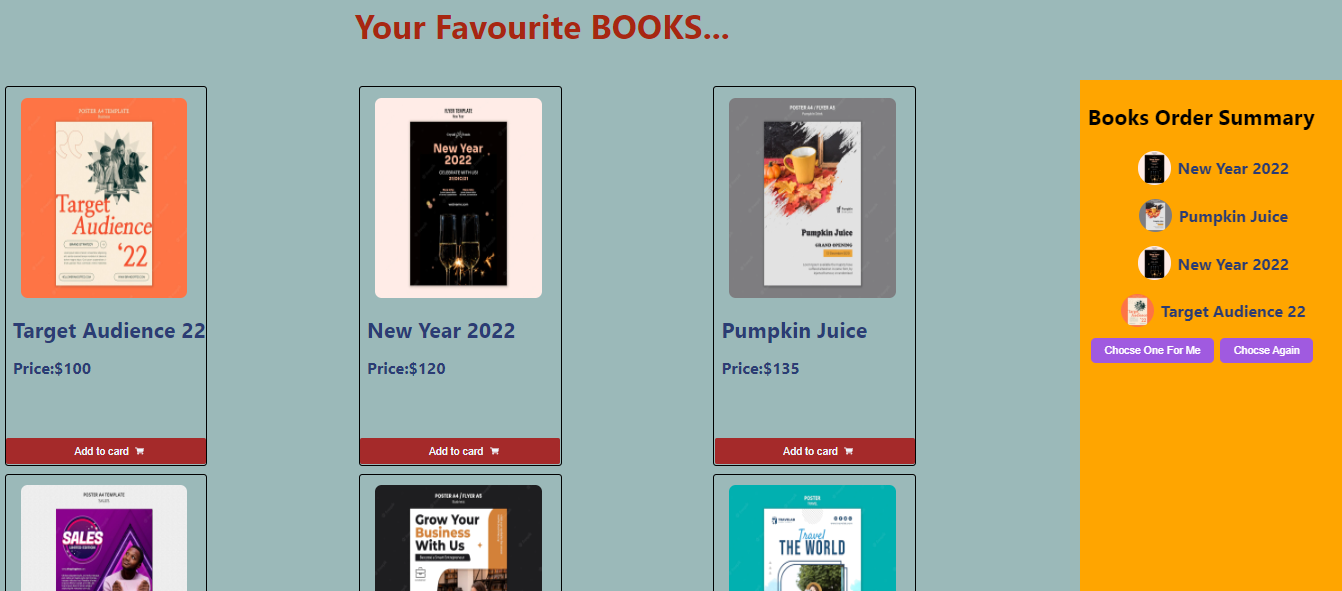 Your Favourite BOOKS...
POSTER A4 TEMPLATE
Target
Audience
'22
Target Audience 22
Price:$100
Add to card
FLYER TEMPLATE
New Year
New Year
2022
CELEBRATE WITH US!
New Year 2022
Price:$120
Add to card
POSTER A4 / FLYER A5
Pumpkin Juice
GRAND OPENING
Pumpkin Juice
Price:$135
Add to card
Books Order Summary
New Year 2022
Pumpkin Juice
New Year 2022
Target Audience 22
Chocse One For Me
Chocse Again
POSTER A4 TEMPLATE
SALES
SALES
POSTER A4 / FLYER A5
Grow Your
Business
With Us
POSTER
TRAVELER
Travel
THE WORLD